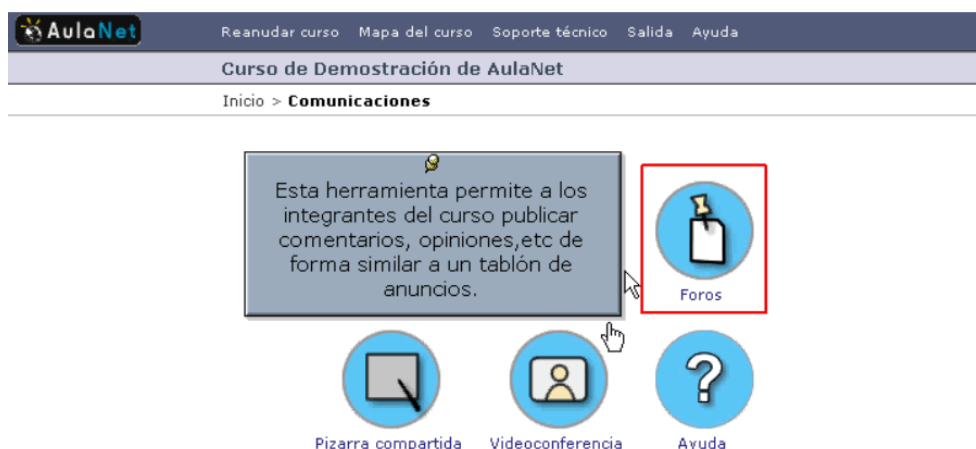 AulaNet
Reanudar curso Mapa del curso Soporte técnico Salida Ayuda
Curso de Demostración de AulaNet
Inicio > Comunicaciones
Esta herramienta permite a los
integrantes del curso publicar
comentarios, opiniones,etc de
forma similar a un tablón de
anuncios.
Foros
Pizarra compartida Videoconferencia Ayuda